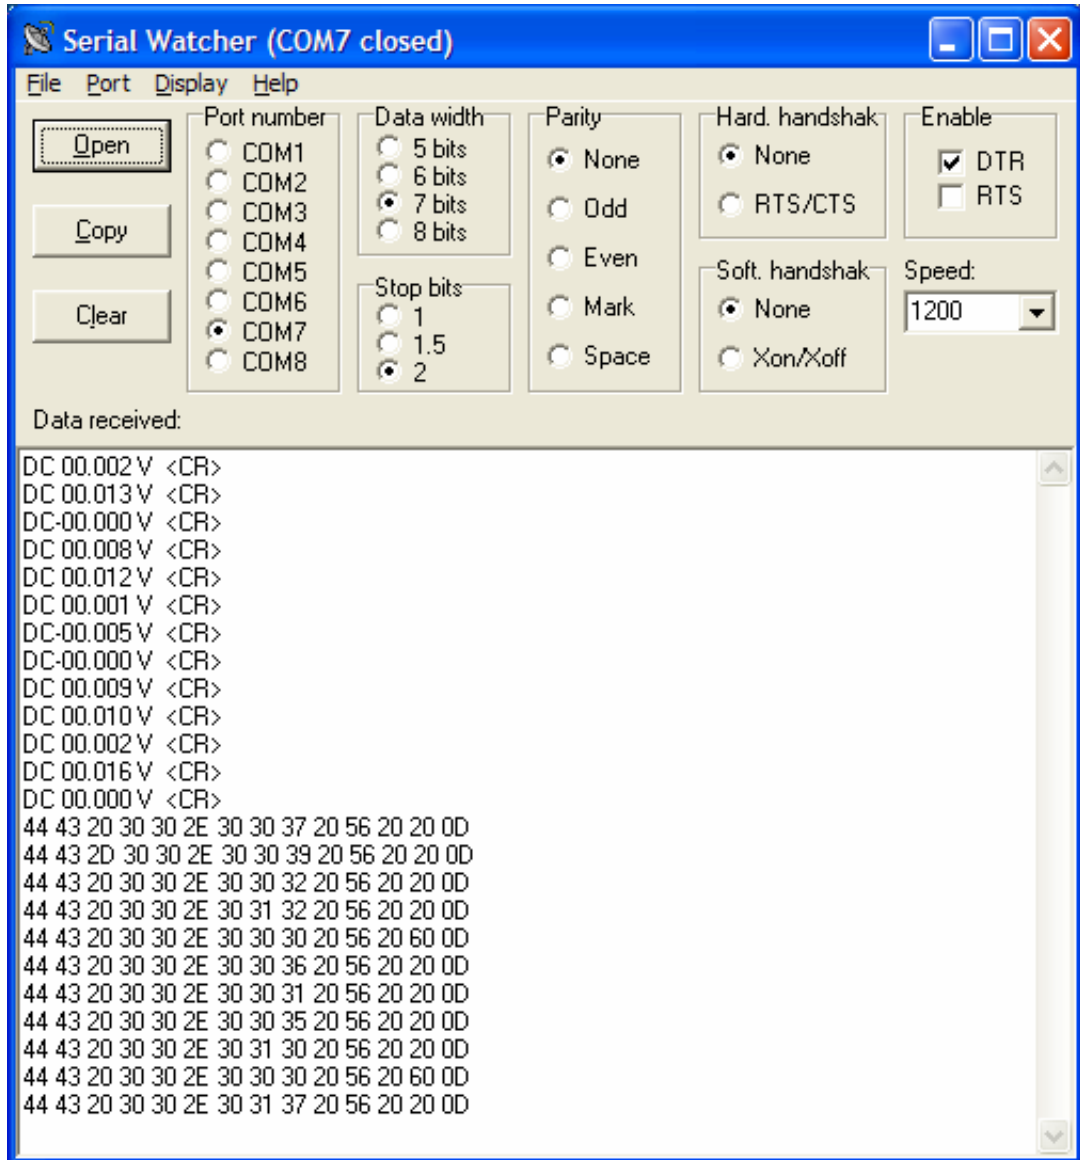 Serial Watcher (COM7 closed)
File Port Display Help
Open
Copy
Clear
Port number
COM1
COM2
COM3
COM4
COM5
COM6
COM7
COM8
Data width
5 bits
6 bits
7 bits
8 bits
Stop bits
1
1.5
2
Parity
None
Odd
Even
Mark
Space
Hard. handshak
None
RTS/CTS
Soft. handshak
None
Xon/Xoff
Enable
DTR
RTS
Speed:
1200
Data received:
DC 00.002 V <CR>
DC 00.013 V <CR>
DC-00.000 V <CR>
DC 00.008 V <CR>
DC 00.012 V <CR>
DC 00.001 V <CR>
DC-00.005 V <CR>
DC-00.000 V <CR>
DC 00.009 V <CR>
DC 00.010 V <CR>
DC 00.002 V <CR>
DC 00.016 V <CR>
DC 00.000 V <CR>
44 43 20 30 30 2E 30 30 37 20 56 20 20 0D
44 43 2D 30 30 2E 30 30 39 20 56 20 20 0D
44 43 20 30 30 2E 30 30 32 20 56 20 20 0D
44 43 20 30 30 2E 30 31 32 20 56 20 20 0D
44 43 20 30 30 2E 30 30 30 20 56 20 60 0D
44 43 20 30 30 2E 30 30 36 20 56 20 20 0D
44 43 20 30 30 2E 30 30 31 20 56 20 20 0D
44 43 20 30 30 2E 30 30 35 20 56 20 20 0D
44 43 20 30 30 2E 30 31 30 20 56 20 20 0D
44 43 20 30 30 2E 30 30 30 20 56 20 60 0D
44 43 20 30 30 2E 30 31 37 20 56 20 20 0D